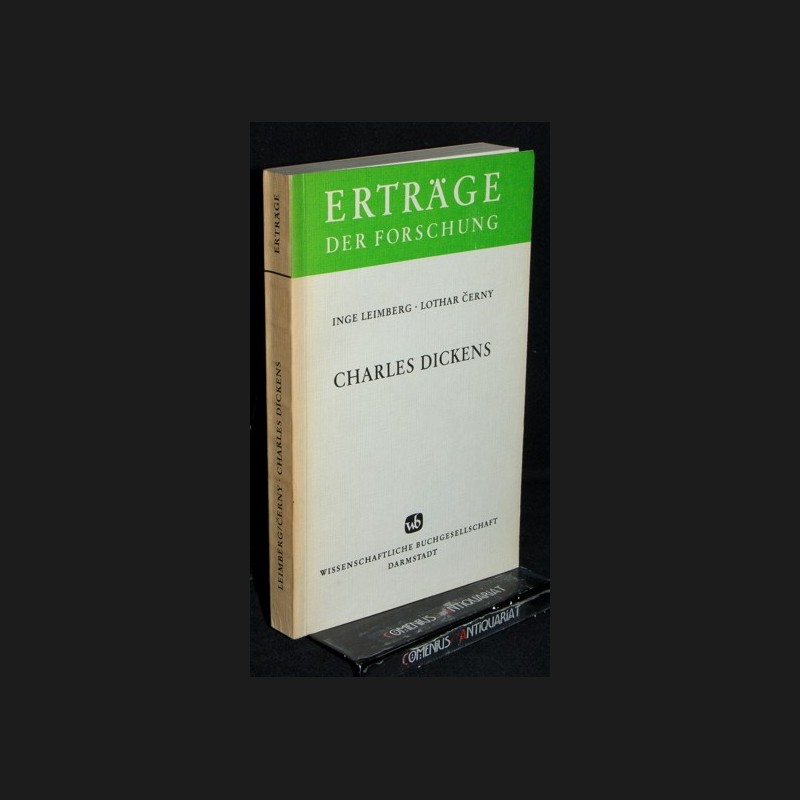 ERTRÄGE
DER FORSCHUNG
INGE LEIMBERG · LOTHAR ČERNY
CHARLES DICKENS
wb
WISSENSCHAFTLICHE BUCHGESELLSCHAFT
DARMSTADT
ERTRÄGE
LEIMBERG/ČERNY · CHARLES DICKENS
COMENIUS ANTIQUARIAT
COMENIUS ANTIQUARIAT